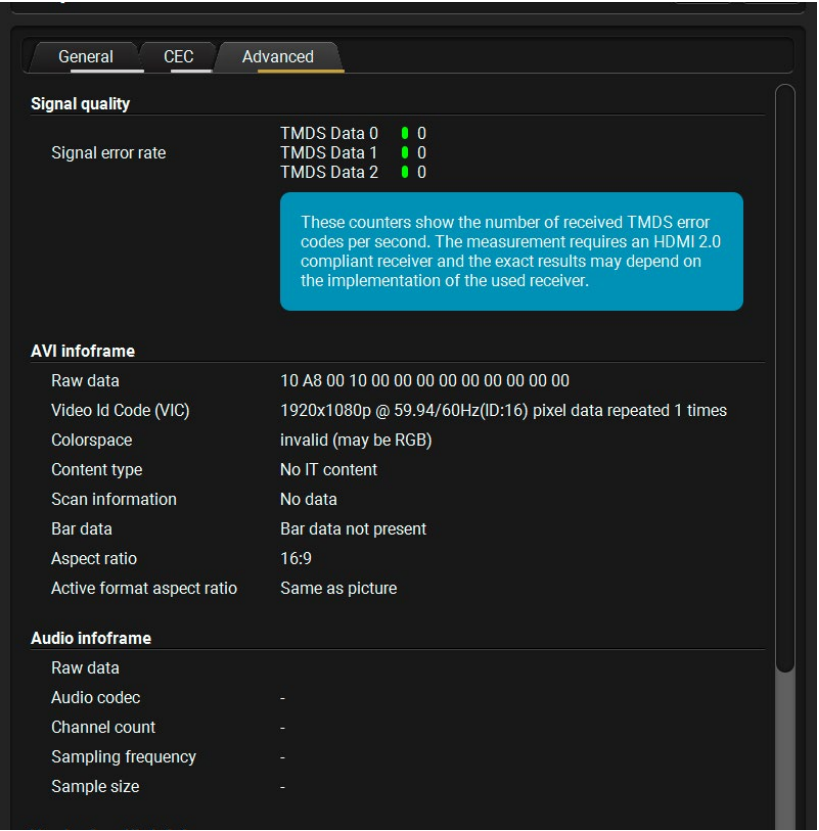 General CEC Advanced
Signal quality
Signal error rate
TMDS Data 0 0
TMDS Data 1 0
TMDS Data 2 0
These counters show the number of received TMDS error
codes per second. The measurement requires an HDMI 2.0
compliant receiver and the exact results may depend on
the implementation of the used receiver.
AVI infoframe
Raw data 10 A8 00 10 00 00 00 00 00 00 00 00 00
Video Id Code (VIC) 1920x1080p @ 59.94/60Hz(ID:16) pixel data repeated 1 times
Colorspace invalid (may be RGB)
Content type No IT content
Scan information No data
Bar data Bar data not present
Aspect ratio 16:9
Active format aspect ratio Same as picture
Audio infoframe
Raw data
Audio codec -
Channel count -
Sampling frequency -
Sample size -